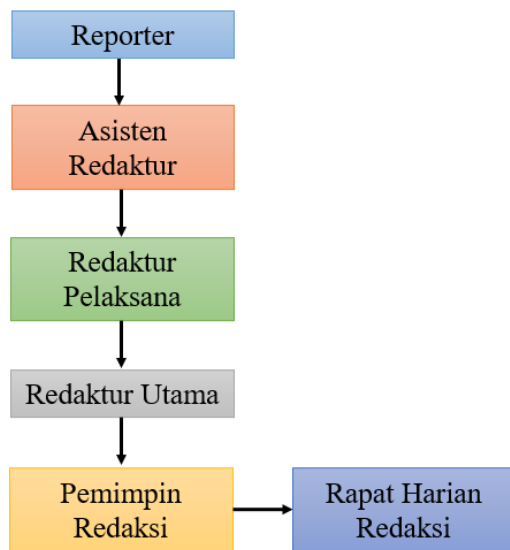 Reporter
Asisten
Redaktur
Redaktur
Pelaksana
Redaktur Utama
Pemimpin
Redaksi
Rapat Harian
Redaksi